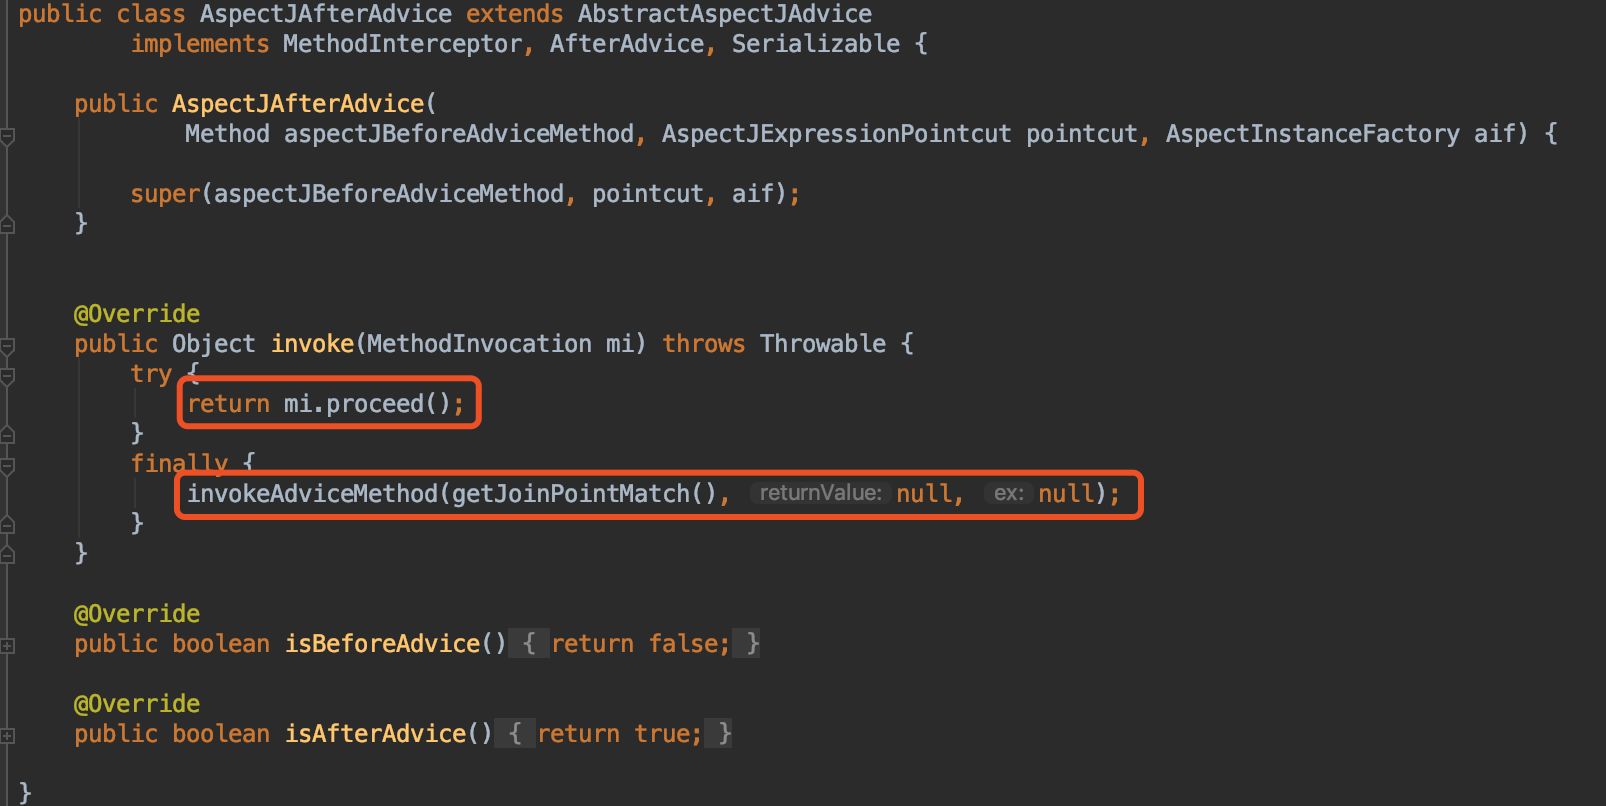 public class AspectJAfterAdvice extends AbstractAspectJAdvice
implements MethodInterceptor, AfterAdvice, Serializable {
public AspectJAfterAdvice(
Method aspectJBeforeAdviceMethod, AspectJExpressionPointcut pointcut, AspectInstanceFactory aif) {
super(aspectJBeforeAdviceMethod, pointcut, aif);
}
@Override
public Object invoke(MethodInvocation mi) throws Throwable {
try {
return mi.proceed();
}
finally {
invokeAdviceMethod(getJoinPointMatch(), returnValue: null, ex: null);
}
}
@Override
public boolean isBeforeAdvice() { return false; }
@Override
public boolean isAfterAdvice() { return true; }
}